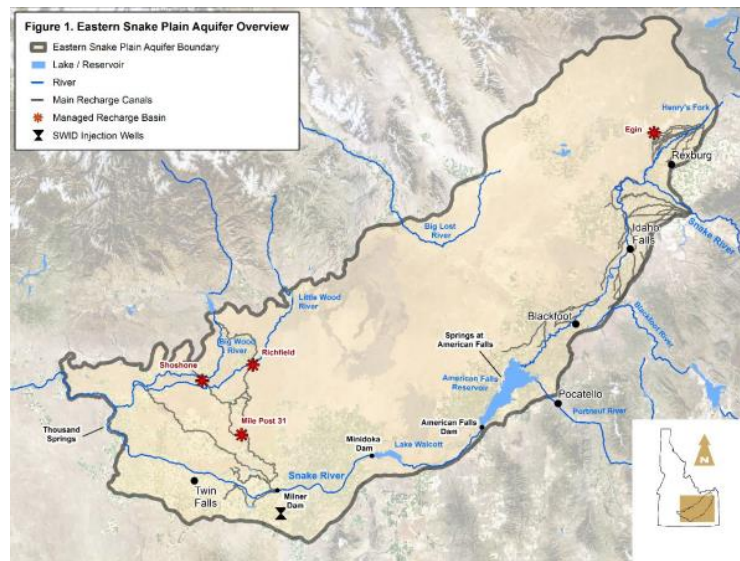 Figure 1. Eastern Snake Plain Aquifer Overview
Eastern Snake Plain Aquifer Boundary
Lake / Reservoir
River
Main Recharge Canals
Managed Recharge Basin
SWID Injection Wells
Henry's Fork
Egin
Rexburg
Big Lost
River
Idaho
Falls
Snake River
Little Wood
River
Blackfoot
Blackfoot River
Springs at
American Falls
Big Wood
River
Richfield
Shoshone
American Falls
Reservoir
Pocatello
Portneuf River
Mile Post 31
American Falls
Dam
Thousand
Springs
Minidoka
Dam
Lake Walcott
Snake River
Twin
Falls
Milner
Dam
N